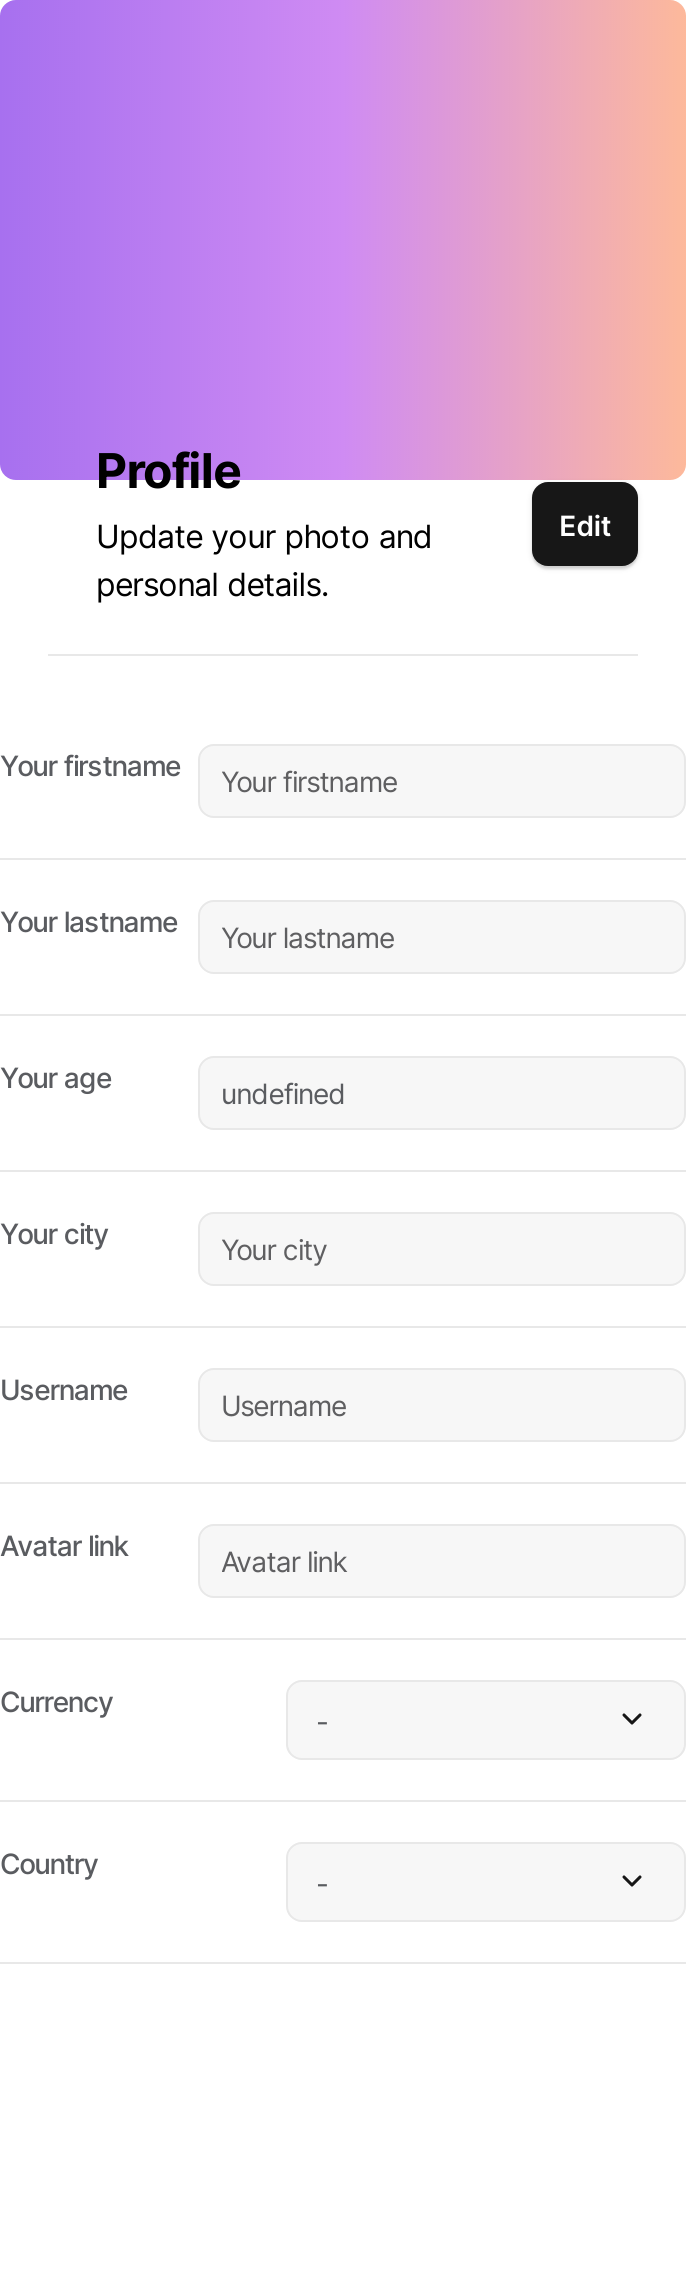 Profile
Update your photo and
personal details.
Edit
Your firstname
Your firstname
Your lastname
Your lastname
Your age
undefined
Your city
Your city
Username
Username
Avatar link
Avatar link
Currency
-
Country
-